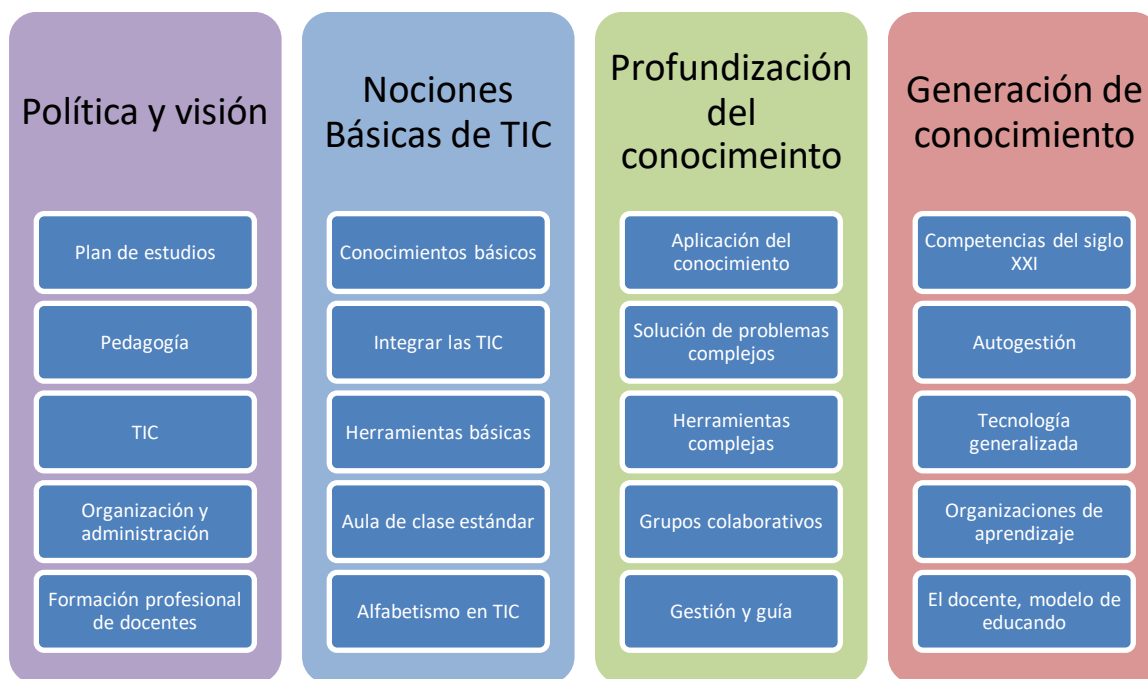 Política y visión
Plan de estudios
Pedagogía
TIC
Organización y
administración
Formación profesional
de docentes
Nociones
Básicas de TIC
Conocimientos básicos
Integrar las TIC
Herramientas básicas
Aula de clase estándar
Alfabetismo en TIC
Profundización
del
conocimeinto
Aplicación del
conocimiento
Solución de problemas
complejos
Herramientas
complejas
Grupos colaborativos
Gestión y guía
Generación de
conocimiento
Competencias del siglo
XXI
Autogestión
Tecnología
generalizada
Organizaciones de
aprendizaje
El docente, modelo de
educando